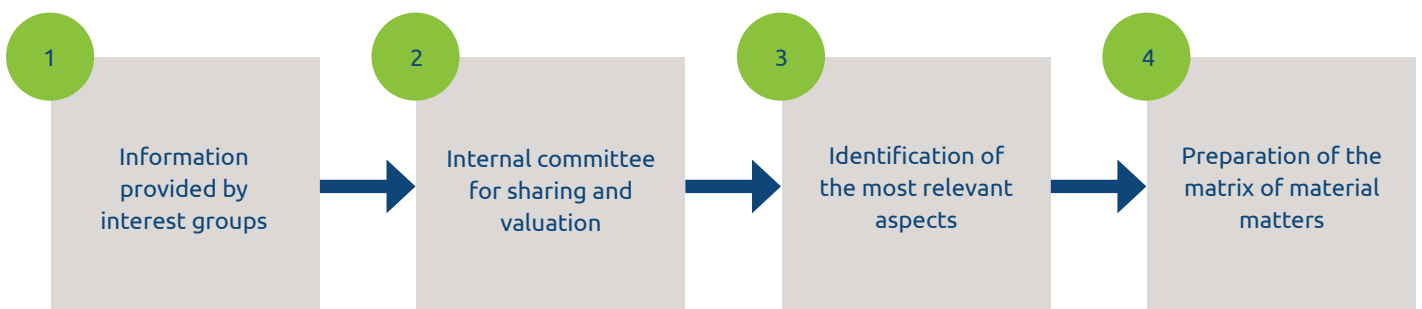 1
Information
provided by
interest groups
2
Internal committee
for sharing and
valuation
3
Identification of
the most relevant
aspects
4
Preparation of the
matrix of material
matters